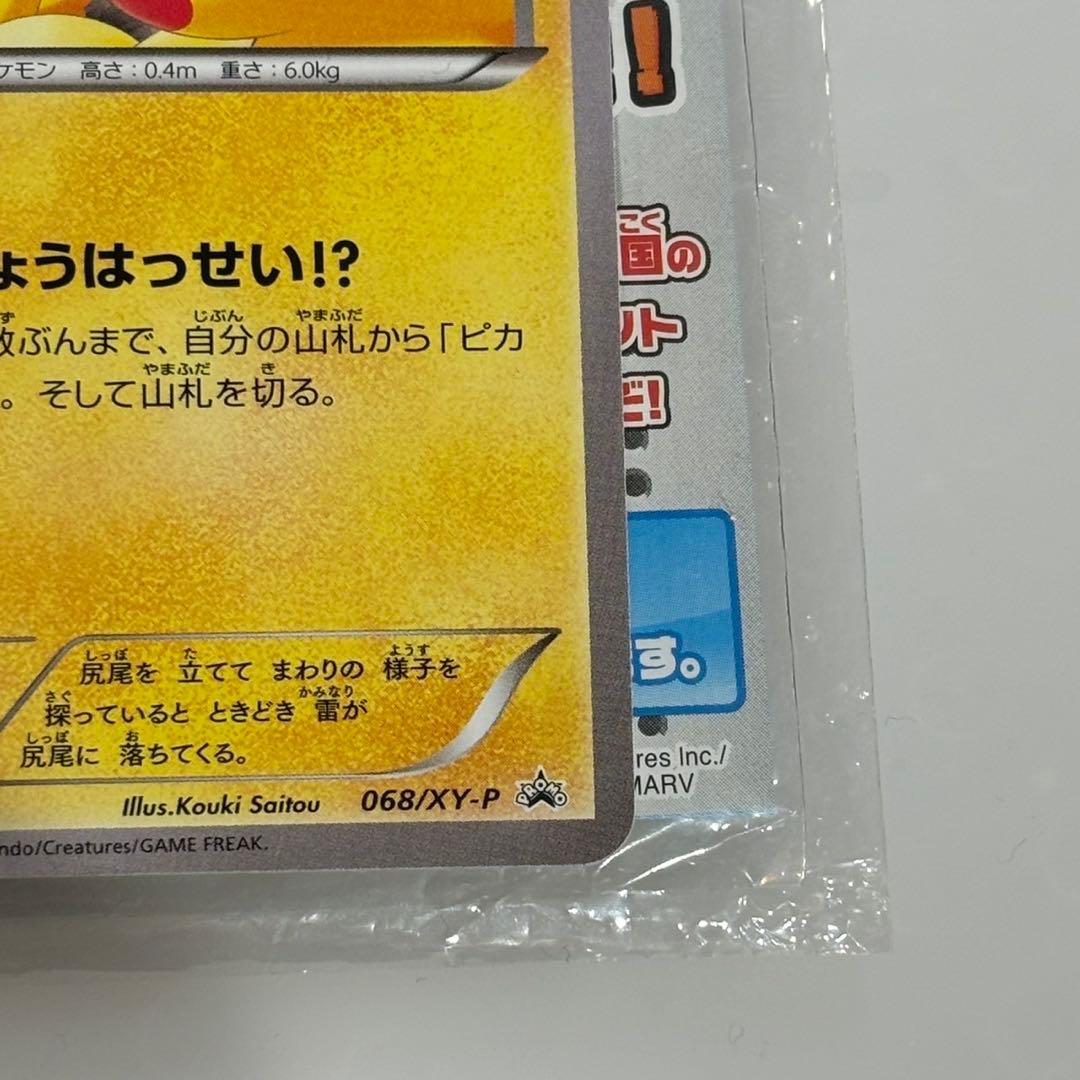 ケモン 高さ:0.4m 重さ:6.0kg
ょうはっせい!?
数ぶんまで、自分の山札から「ピカ
。そして山札を切る。
尻尾を 立てて まわりの 様子を
探っていると ときどき 雷が
尻尾に 落ちてくる。
Illus.Kouki Saitou 068/XY-P PROMO
ndo/Creatures/GAME FREAK.
!
国の
ント
だ!
す。
res Inc./
MARV